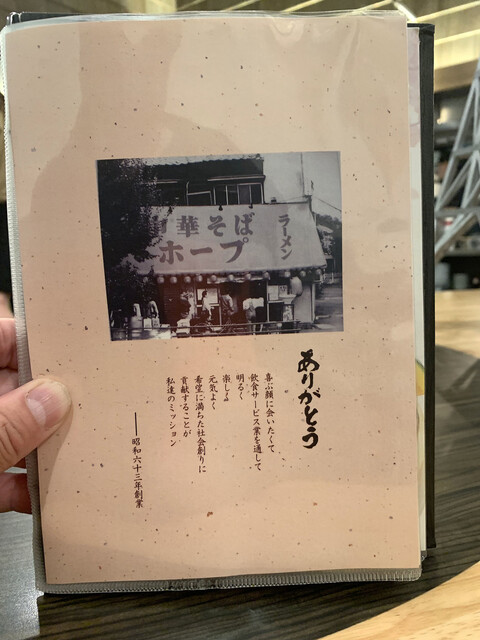 中華そば
ホープ
ラーメン
ありがとう
喜ぶ顔に会いたくて
飲食サービス業を通して
明るく
楽しく
元気よく
希望に満ちた社会創りに
貢献することが
私達のミッション
――昭和六十三年創業